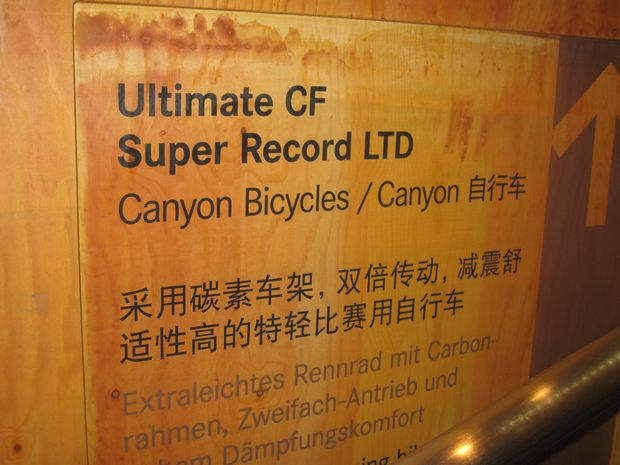 Ultimate CF
Super Record LTD
Canyon Bicycles / Canyon 自行车
采用碳素车架，双倍传动，减震舒
适性高的特轻比赛用自行车
Extraleichtes Rennrad mit Carbon-
rahmen, Zweifach-Antrieb und
Dämpfungskomfort